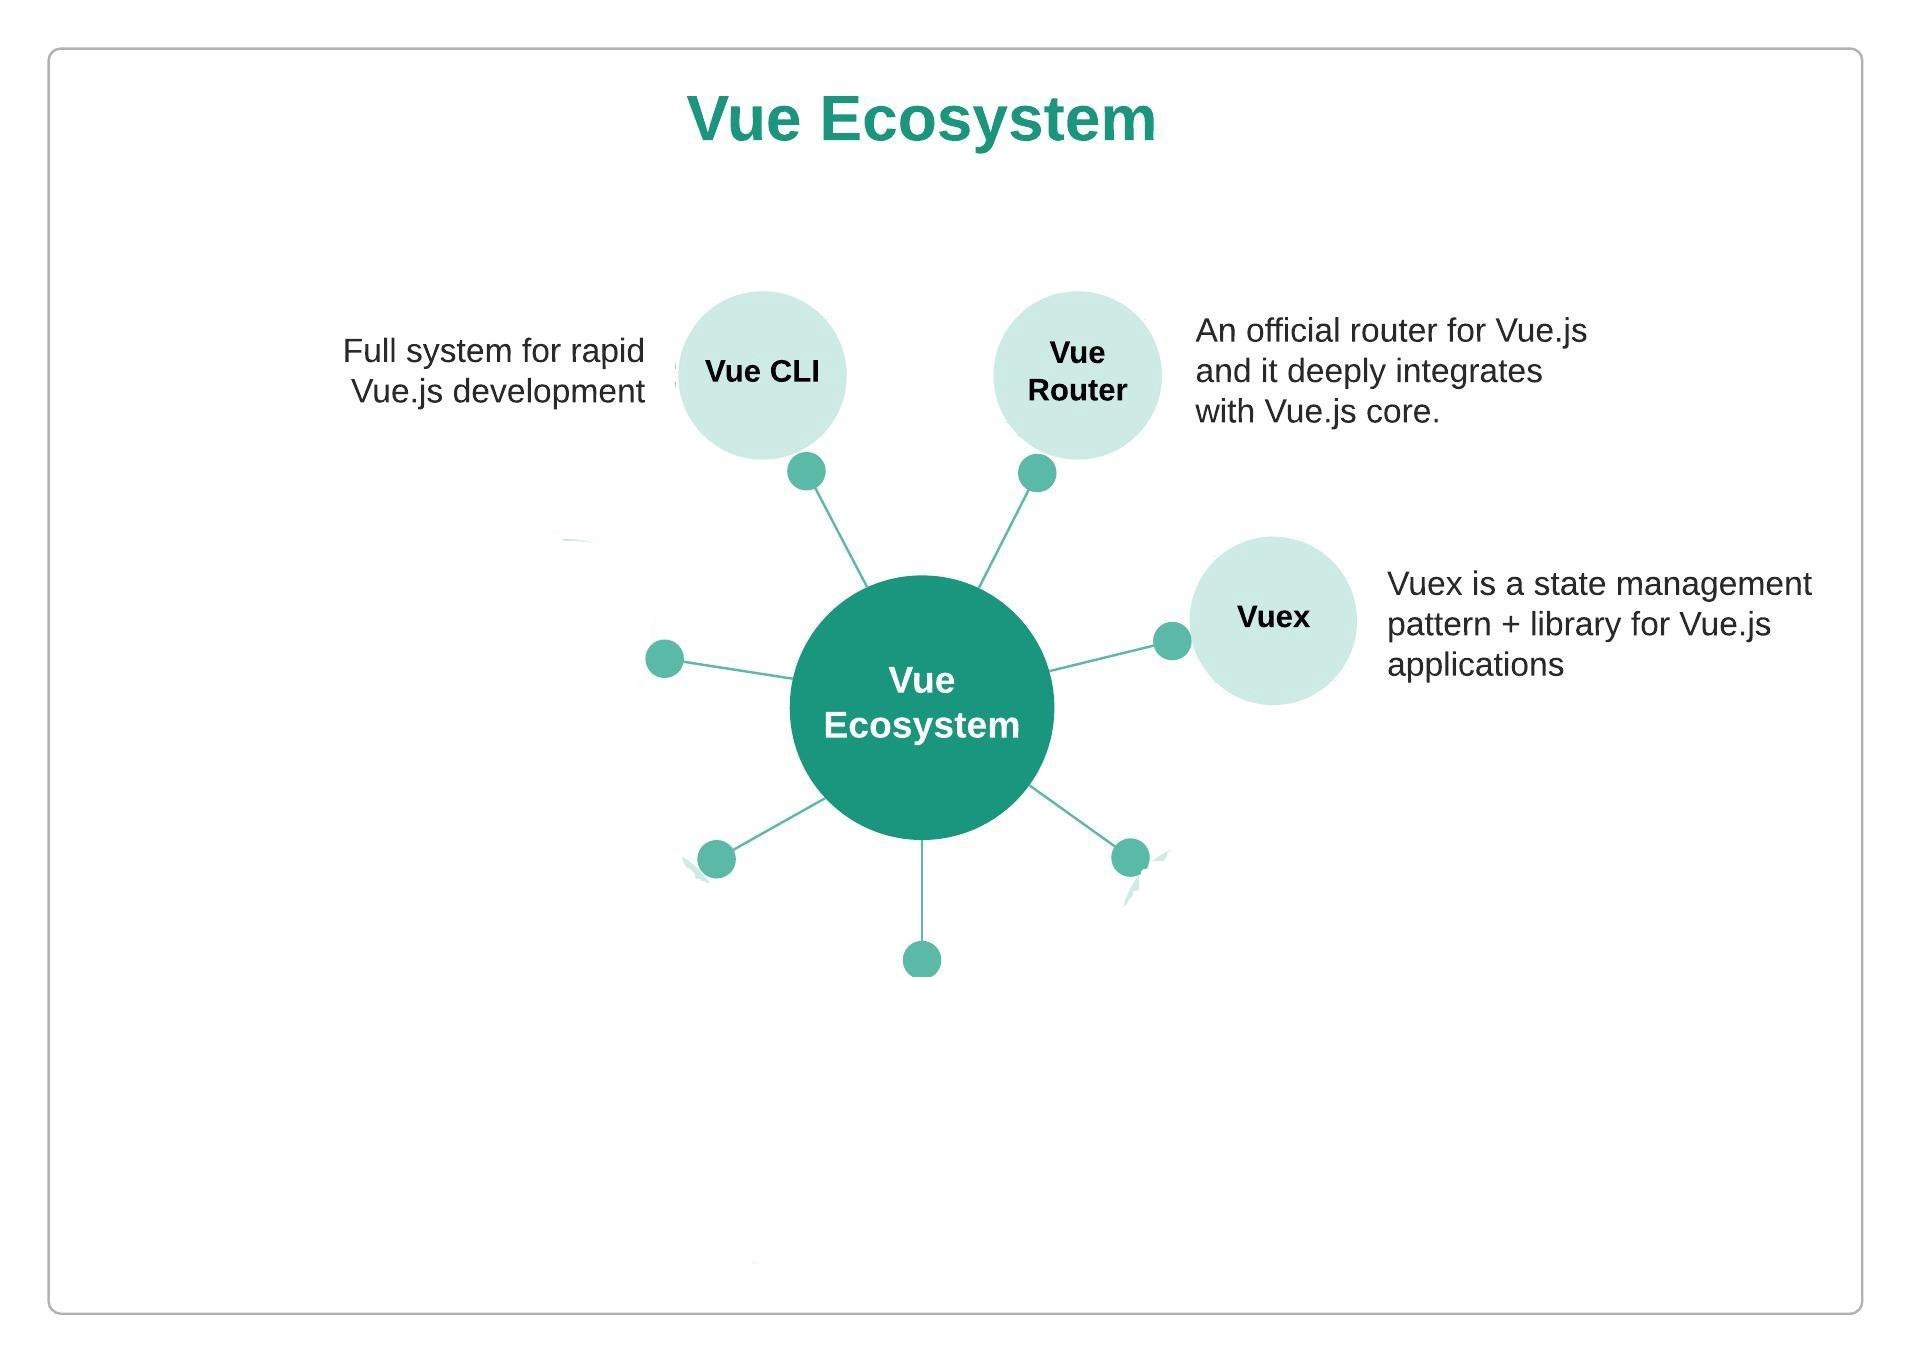 Vue Ecosystem
Full system for rapid
Vue.js development
Vue CLI
Vue
Router
An official router for Vue.js
and it deeply integrates
with Vue.js core.
Vuex
Vuex is a state management
pattern + library for Vue.js
applications
Vue
Ecosystem